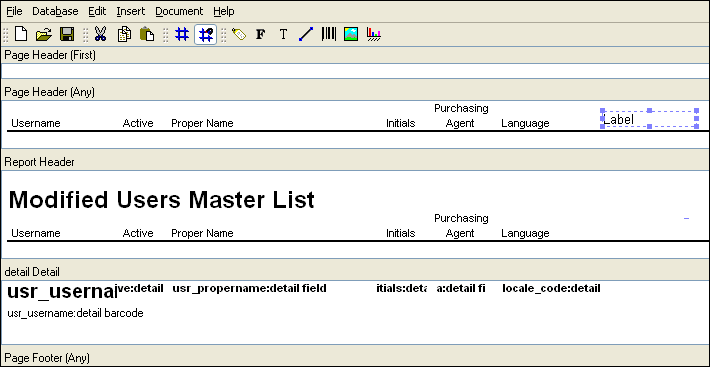 File DataBase Edit Insert Document Help
F T
Page Header (First)
Page Header (Any)
Purchasing
Username Active Proper Name Initials Agent Language Label
Report Header
Modified Users Master List
Purchasing
Username Active Proper Name Initials Agent Language
detail Detail
usr_usernai ve:detail usr_propername:detail field itials:deta a:detail fi locale_code:detail
usr_username:detail barcode
Page Footer (Any)